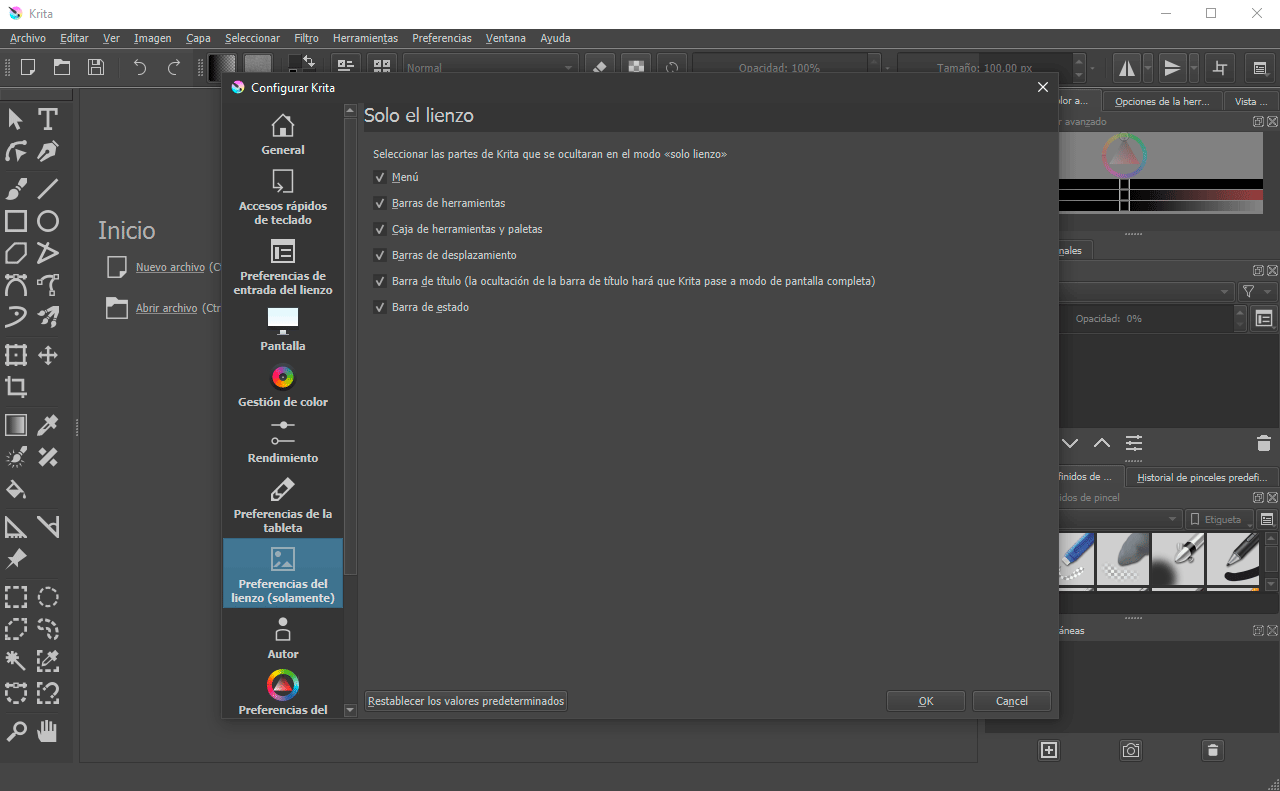 Krita
Archivo Editar Ver Imagen Capa Seleccionar Filtro Herramientas Preferencias Ventana Ayuda
Normal
Opacidad: 100%
Tamaño: 100.00 px
Configurar Krita
General
Accesos rápidos
de teclado
Preferencias de
entrada del lienzo
Pantalla
Gestión de color
Rendimiento
Preferencias de la
tableta
Preferencias del
lienzo (solamente)
Autor
Preferencias del
Solo el lienzo
Seleccionar las partes de Krita que se ocultaran en el modo «solo lienzo»
Menú
Barras de herramientas
Caja de herramientas y paletas
Barras de desplazamiento
Barra de título (la ocultación de la barra de título hará que Krita pase a modo de pantalla completa)
Barra de estado
Restablecer los valores predeterminados
OK
Cancel
Inicio
Nuevo archivo (C
Abrir archivo (Ctr
olor a...
Opciones de la herr...
Vista ...
r avanzado
nales
Opacidad: 0%
finidos de ...
Historial de pinceles predefi...
idos de pincel
Etiqueta
áneas